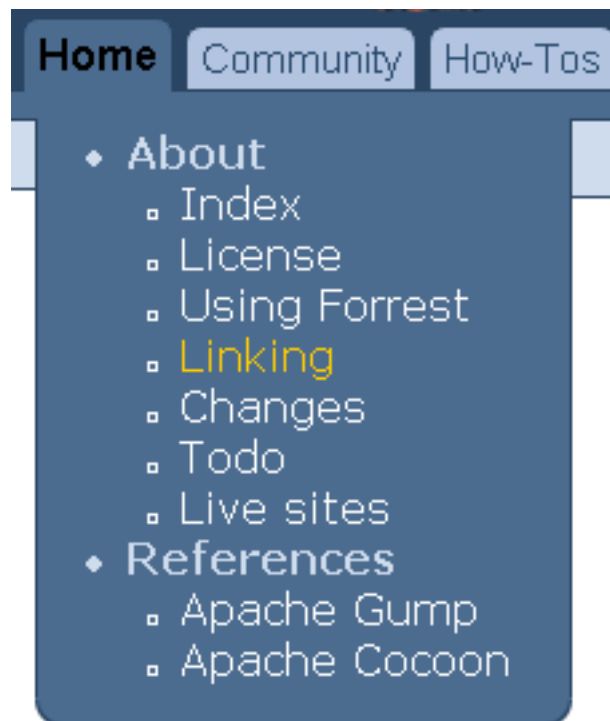 Home Community How-Tos
About
Index
License
Using Forrest
Linking
Changes
Todo
Live sites
References
Apache Gump
Apache Cocoon